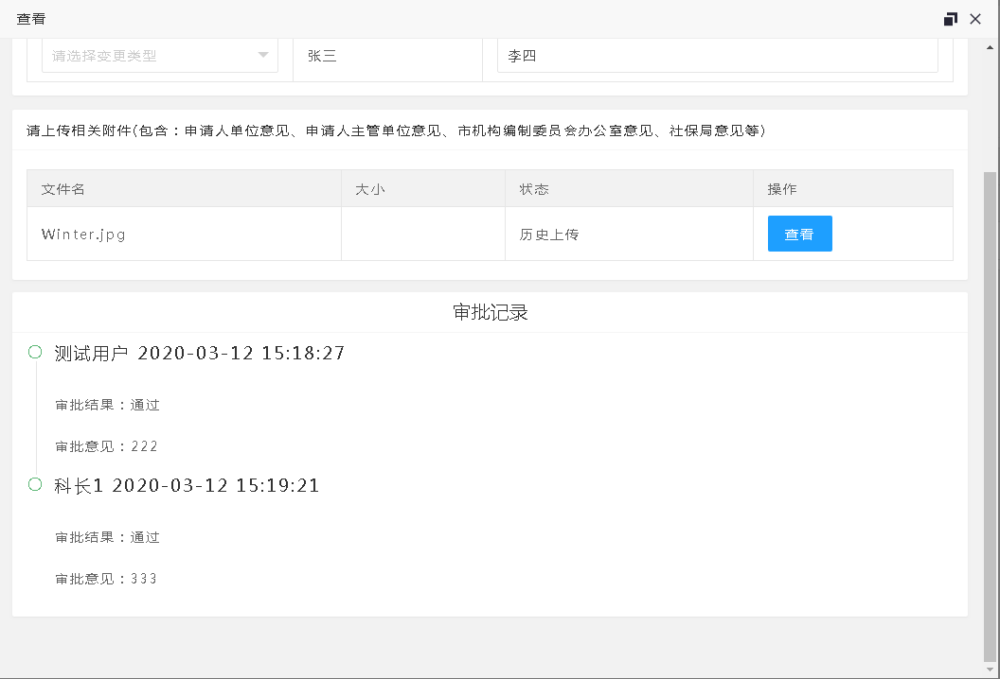 查看
请选择变更类型 张三 李四
请上传相关附件(包含：申请人单位意见、申请人主管单位意见、市机构编制委员会办公室意见、社保局意见等)
文件名 大小 状态 操作
Winter.jpg 历史上传 查看
审批记录
测试用户 2020-03-12 15:18:27
审批结果：通过
审批意见：222
科长1 2020-03-12 15:19:21
审批结果：通过
审批意见：333